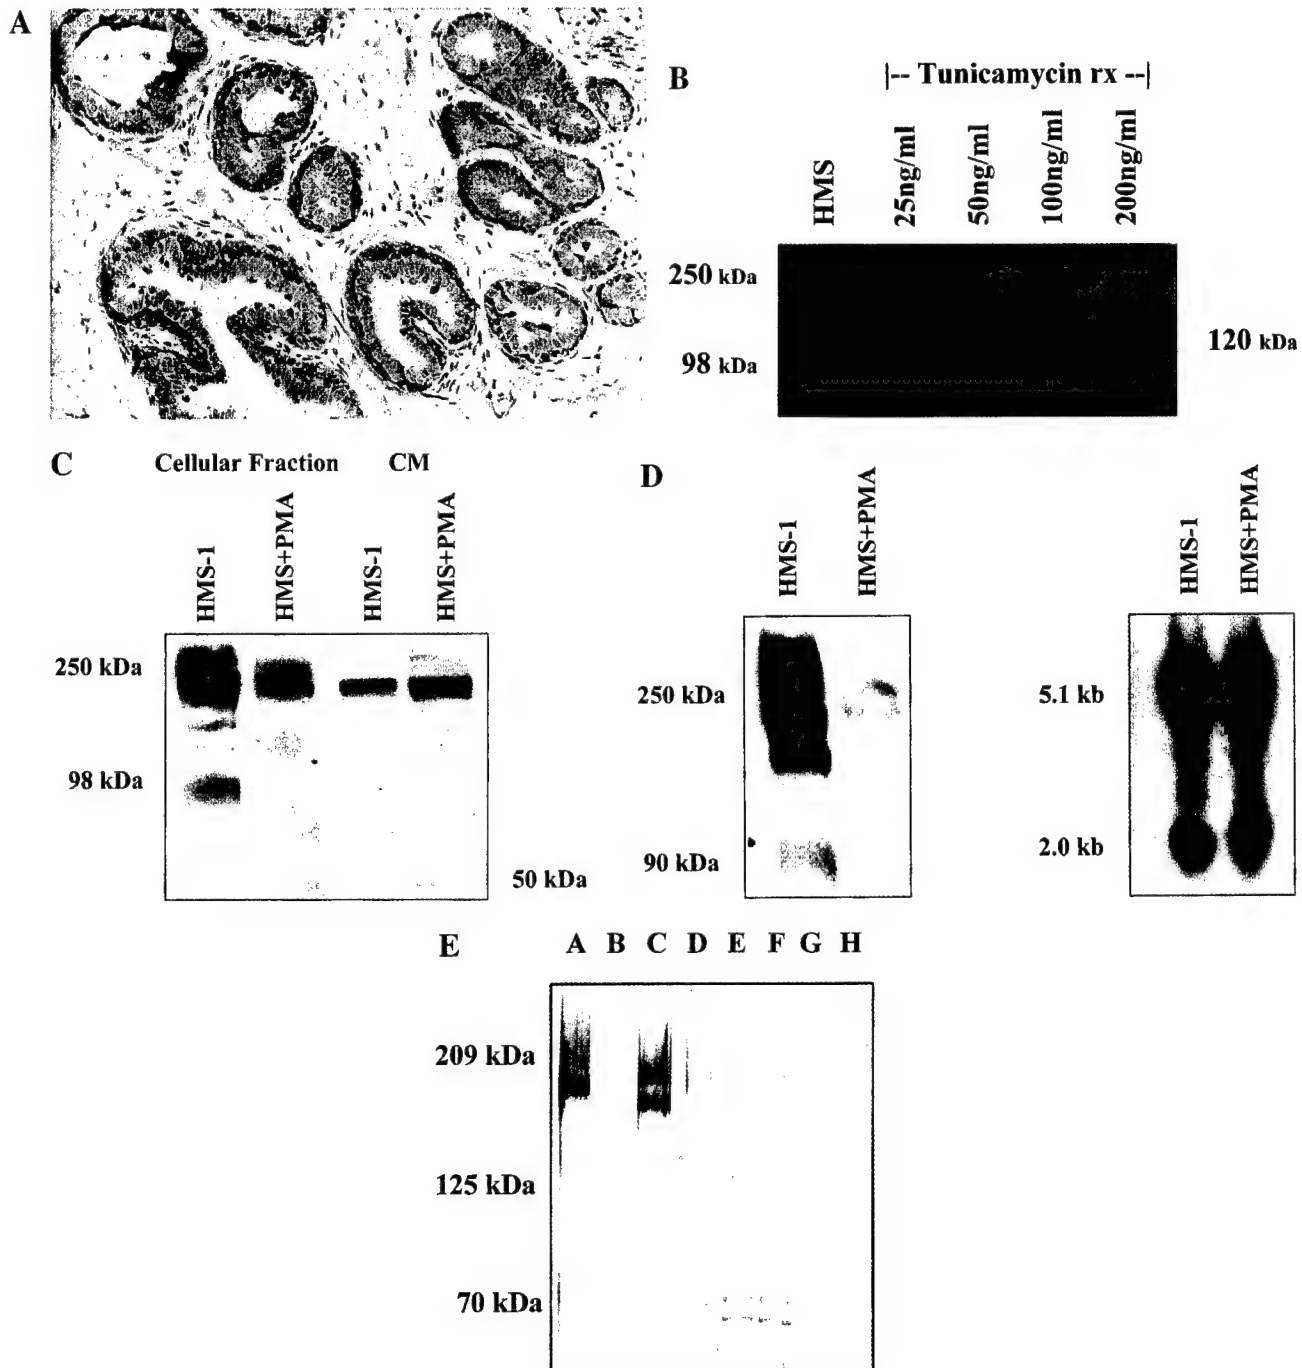 A
B
|-- Tunicamycin rx --|
HMS
25ng/ml
50ng/ml
100ng/ml
200ng/ml
250 kDa
98 kDa
120 kDa
C
Cellular Fraction CM
HMS-1
HMS+PMA
HMS-1
HMS+PMA
250 kDa
98 kDa
50 kDa
D
HMS-1
HMS+PMA
250 kDa
90 kDa
HMS-1
HMS+PMA
5.1 kb
2.0 kb
E
A B C D E F G H
209 kDa
125 kDa
70 kDa